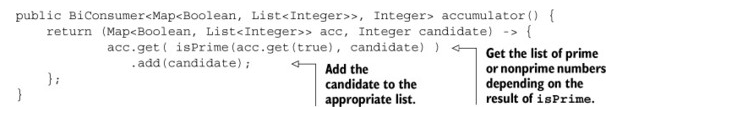 public BiConsumer<Map<Boolean, List<Integer>>, Integer> accumulator() {
return (Map<Boolean, List<Integer>> acc, Integer candidate) -> {
acc.get( isPrime(acc.get(true), candidate) )
.add(candidate);
};
}
Add the
candidate to the
appropriate list.
Get the list of prime
or nonprime numbers
depending on the
result of isPrime.